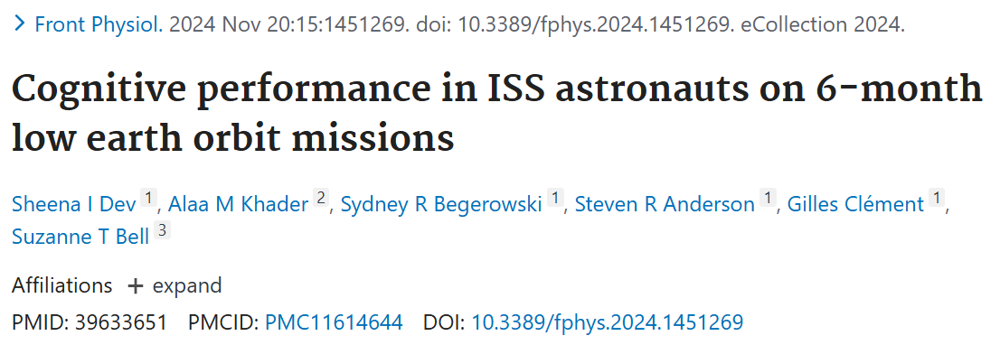 > Front Physiol. 2024 Nov 20:15:1451269. doi: 10.3389/fphys.2024.1451269. eCollection 2024.
Cognitive performance in ISS astronauts on 6-month
low earth orbit missions
Sheena I Dev 1, Alaa M Khader 2, Sydney R Begerowski 1, Steven R Anderson 1, Gilles Clément 1,
Suzanne T Bell 3
Affiliations + expand
PMID: 39633651 PMCID: PMC11614644 DOI: 10.3389/fphys.2024.1451269